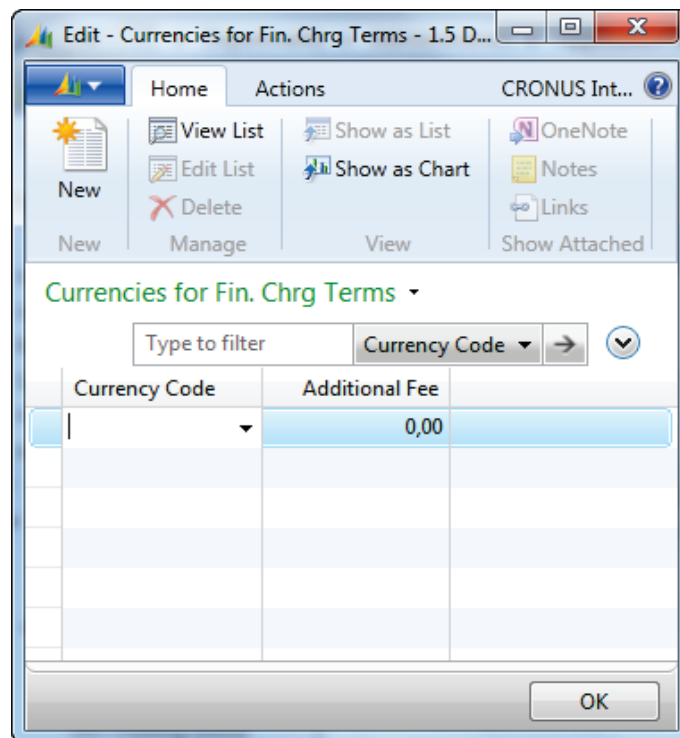 Edit - Currencies for Fin. Chrg Terms - 1.5 D...
Home Actions CRONUS Int...
New
View List
Edit List
Delete
Show as List
Show as Chart
OneNote
Notes
Links
New Manage View Show Attached
Currencies for Fin. Chrg Terms
Type to filter Currency Code
Currency Code Additional Fee
0,00
OK